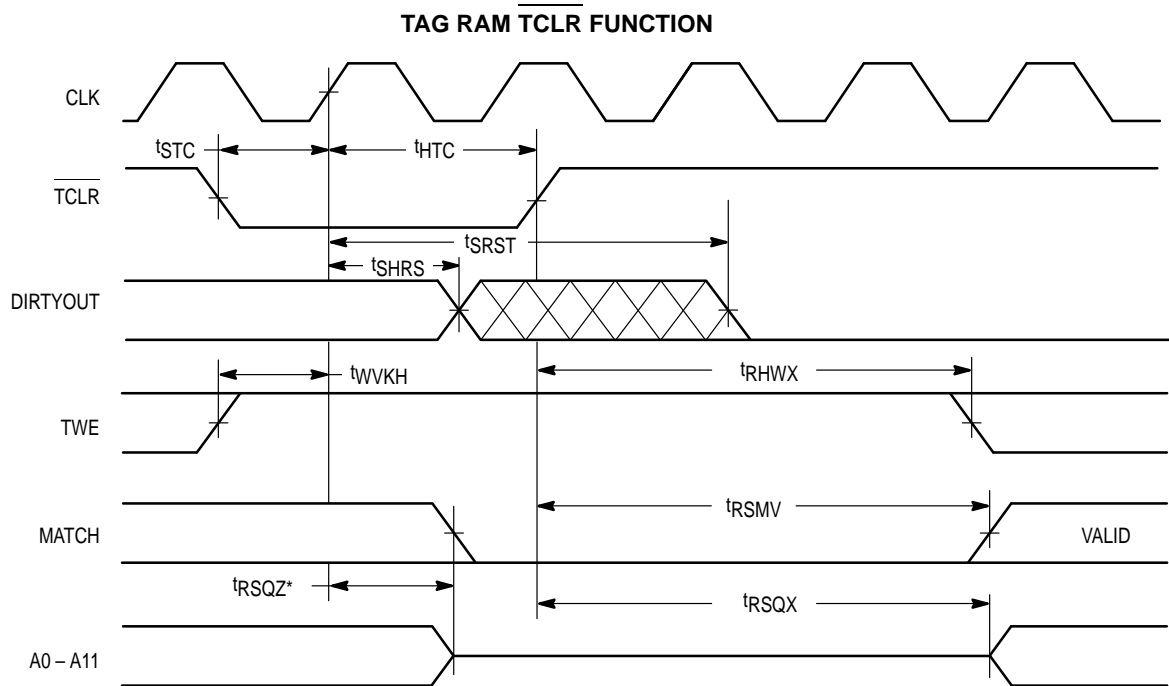 TAG RAM TCLR FUNCTION
CLK
tSTC
tHTC
TCLR
tSRST
tSHRS
DIRTYOUT
tWVKH
tRHWX
TWE
tRSMV
MATCH
VALID
tRSQZ*
tRSQX
A0 – A11